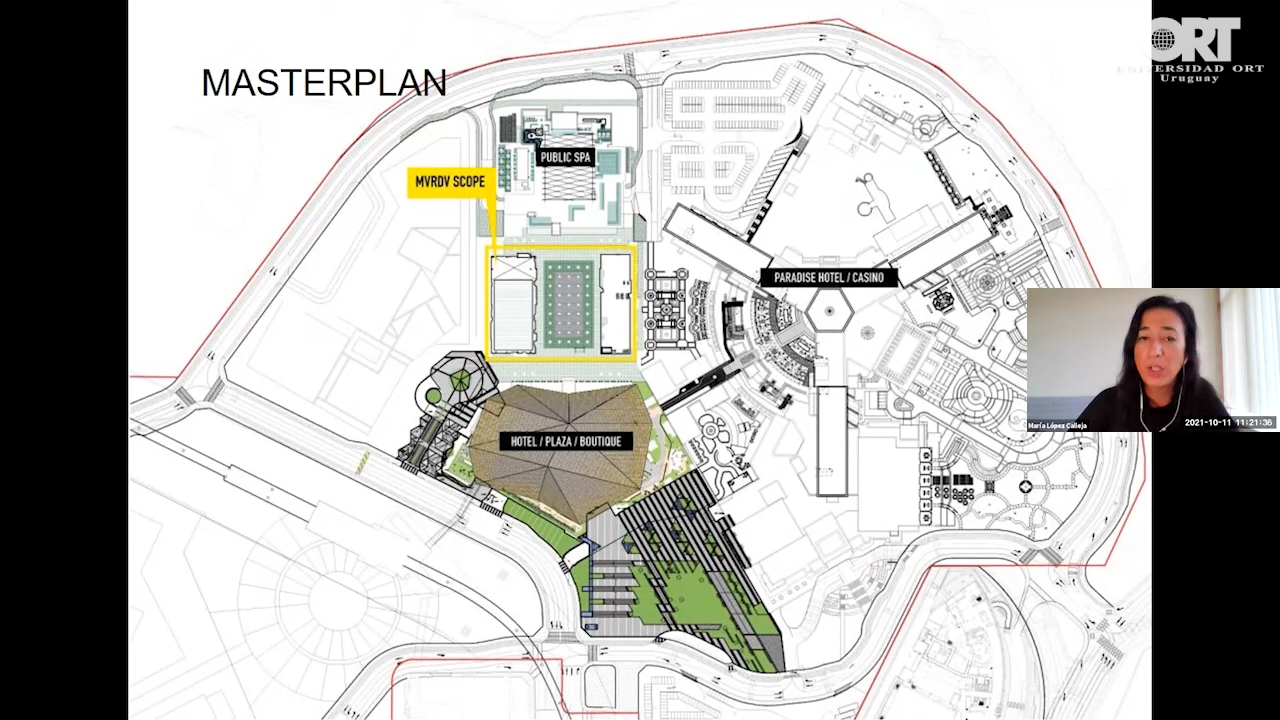 MASTERPLAN
ORT
UNIVERSIDAD ORT
Uruguay
PUBLIC SPA
MVRDV SCOPE
PARADISE HOTEL / CASINO
HOTEL / PLAZA / BOUTIQUE
María López Calleja
2021-10-11 11:21:36